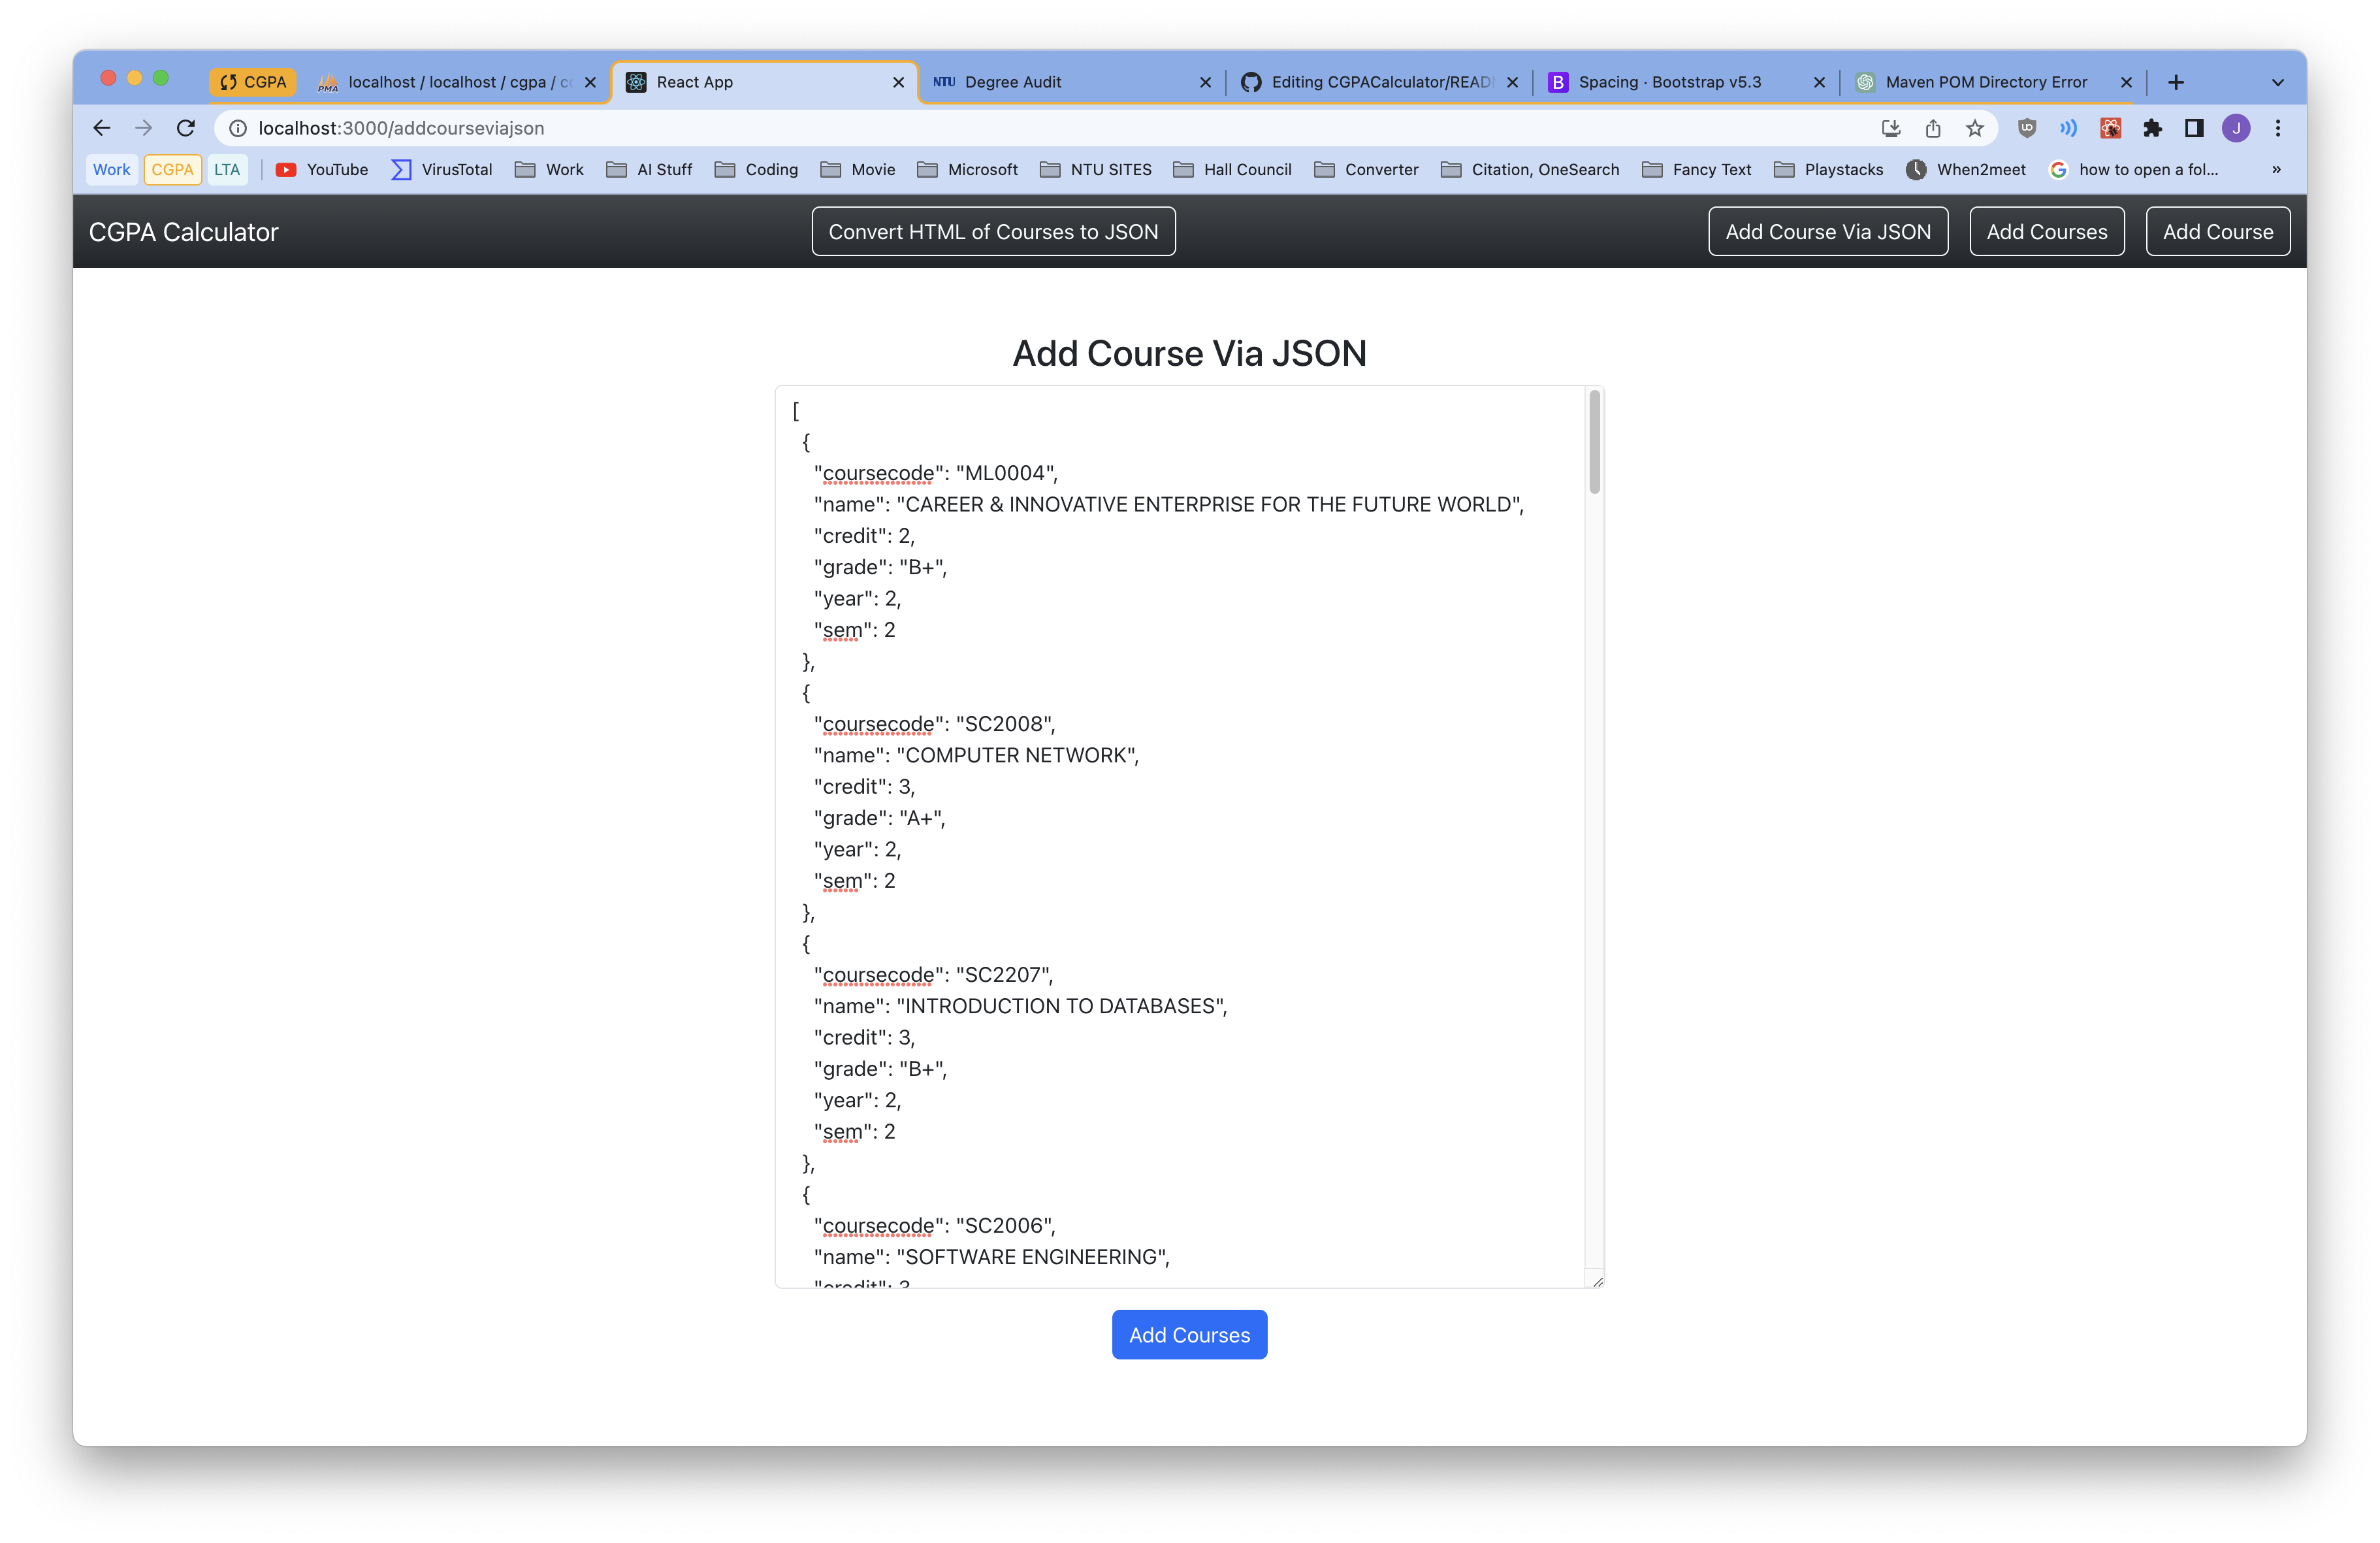 CGPA
localhost / localhost / cgpa / co
React App
NTU Degree Audit
Editing CGPACalculator/READ
B Spacing · Bootstrap v5.3
Maven POM Directory Error
localhost:3000/addcourseviajson
J
Work
CGPA
LTA
YouTube
VirusTotal
Work
AI Stuff
Coding
Movie
Microsoft
NTU SITES
Hall Council
Converter
Citation, OneSearch
Fancy Text
Playstacks
When2meet
how to open a fol...
»
CGPA Calculator
Convert HTML of Courses to JSON
Add Course Via JSON
Add Courses
Add Course
Add Course Via JSON
[
{
"coursecode": "ML0004",
"name": "CAREER & INNOVATIVE ENTERPRISE FOR THE FUTURE WORLD",
"credit": 2,
"grade": "B+",
"year": 2,
"sem": 2
},
{
"coursecode": "SC2008",
"name": "COMPUTER NETWORK",
"credit": 3,
"grade": "A+",
"year": 2,
"sem": 2
},
{
"coursecode": "SC2207",
"name": "INTRODUCTION TO DATABASES",
"credit": 3,
"grade": "B+",
"year": 2,
"sem": 2
},
{
"coursecode": "SC2006",
"name": "SOFTWARE ENGINEERING",
"credit": 3
Add Courses